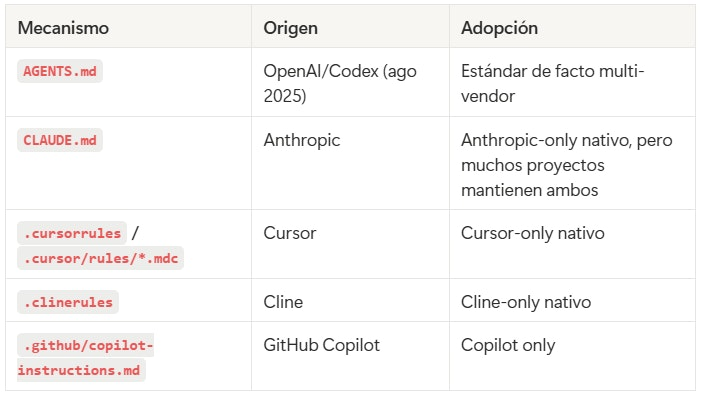 Mecanismo Origen Adopción
AGENTS.md OpenAI/Codex (ago Estándar de facto multi-
2025) vendor
CLAUDE.md Anthropic Anthropic-only nativo, pero
muchos proyectos
mantienen ambos
.cursorrules / Cursor Cursor-only nativo
.cursor/rules/*.mdc
.clinerules Cline Cline-only nativo
.github/copilot- GitHub Copilot Copilot only
instructions.md